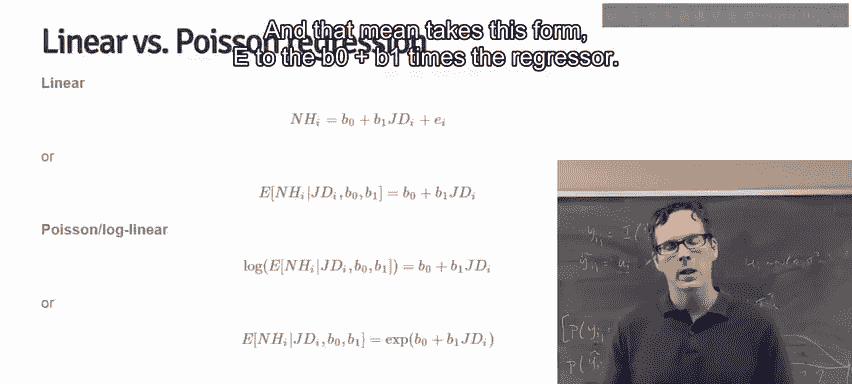 And that mean takes this form,
E to the b0 + b1 times the regressor.
Linear vs. Poisson regression
Linear
NH_i = b_0 + b_1 JD_i + e_i
or
E[NH_i | JD_i, b_0, b_1] = b_0 + b_1 JD_i
Poisson/log-linear
log(E[NH_i | JD_i, b_0, b_1]) = b_0 + b_1 JD_i
or
E[NH_i | JD_i, b_0, b_1] = exp(b_0 + b_1 JD_i)